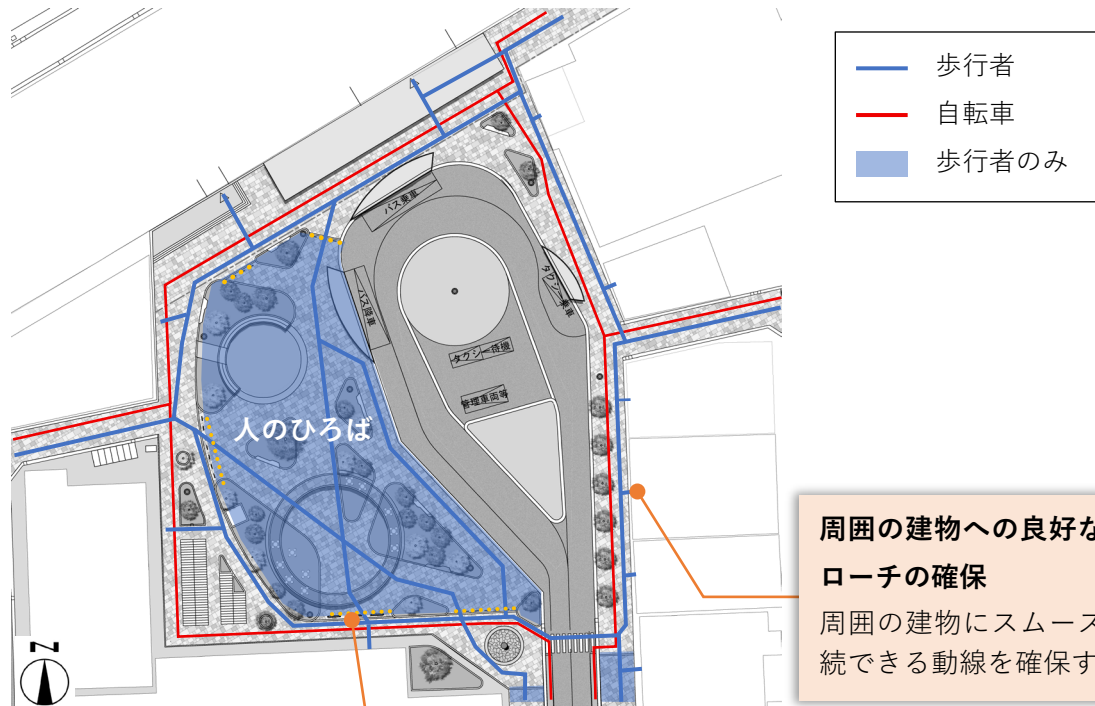 歩行者
自転車
歩行者のみ
バス乗車
バス降車
タクシー乗車
タクシー待機
管理車両等
人のひろば
周囲の建物への良好な
ローチの確保
周囲の建物にスムース
続できる動線を確保す
N